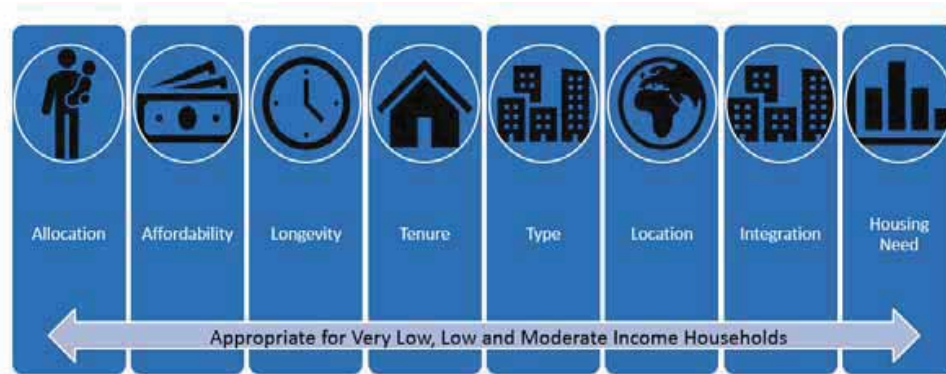 Allocation
Affordability
Longevity
Tenure
Type
Location
Integration
Housing
Need
Appropriate for Very Low, Low and Moderate Income Households